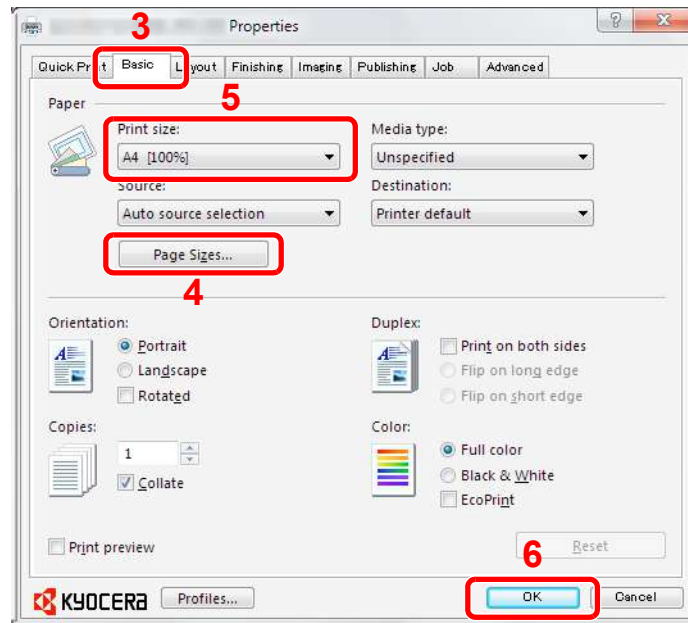 3
Properties
Quick Pr t Basic L yout Finishing Imaging Publishing Job Advanced
5
Paper
Print size: Media type:
A4 [100%] Unspecified
Source: Destination:
Auto source selection Printer default
Page Sizes...
4
Orientation: Duplex:
Portrait Print on both sides
Landscape Flip on long edge
Rotated Flip on short edge
Copies: Color:
1 Full color
Collate Black & White
EcoPrint
Print preview 6 Reset
KYOCERA Profiles... OK Cancel